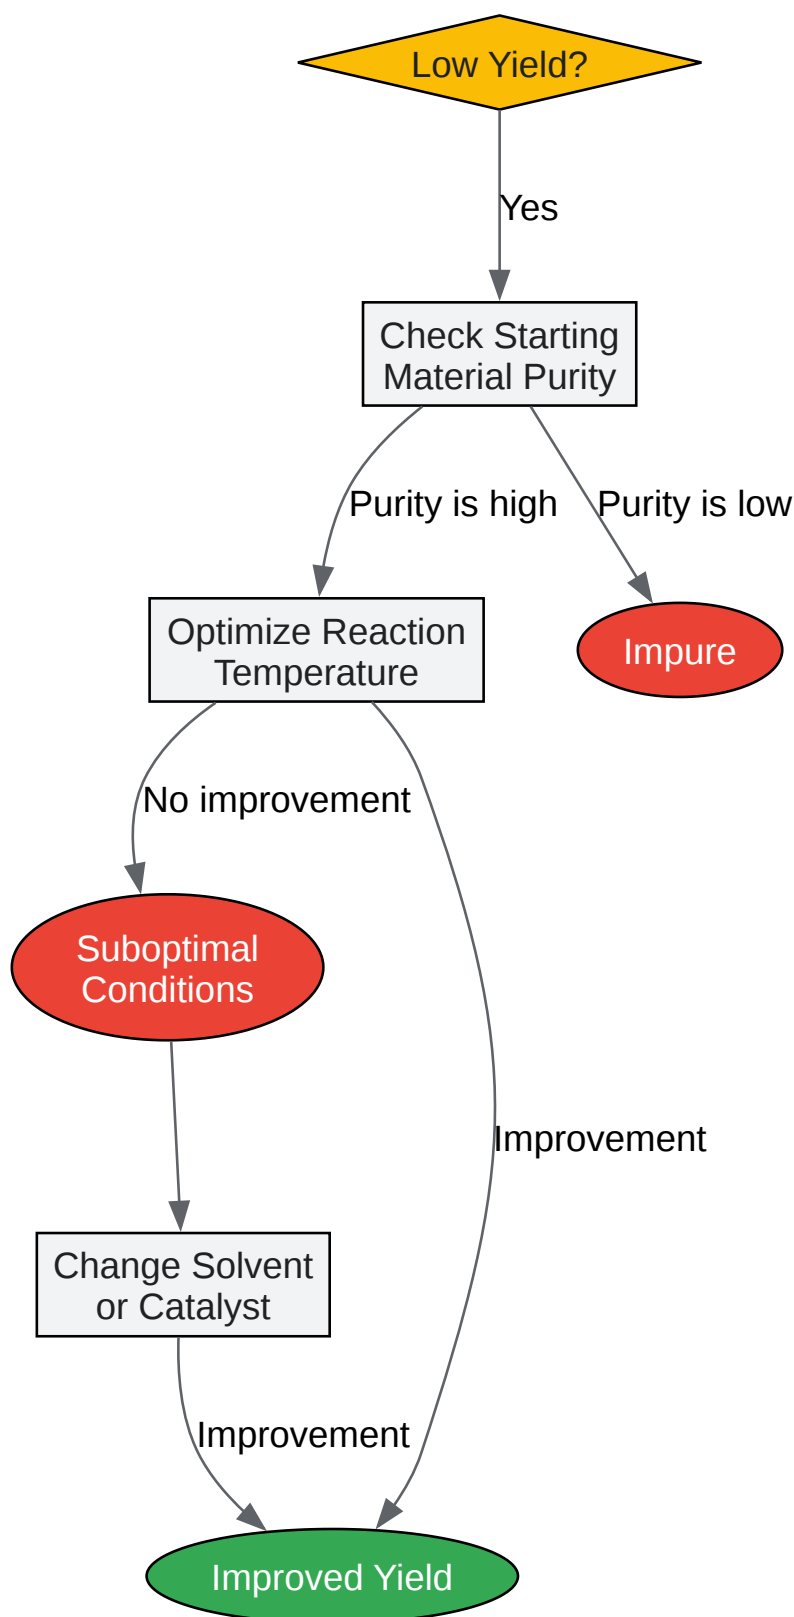 Low Yield?
Yes
Check Starting
Material Purity
Purity is high
Purity is low
Optimize Reaction
Temperature
Impure
No improvement
Suboptimal
Conditions
Improvement
Change Solvent
or Catalyst
Improvement
Improved Yield